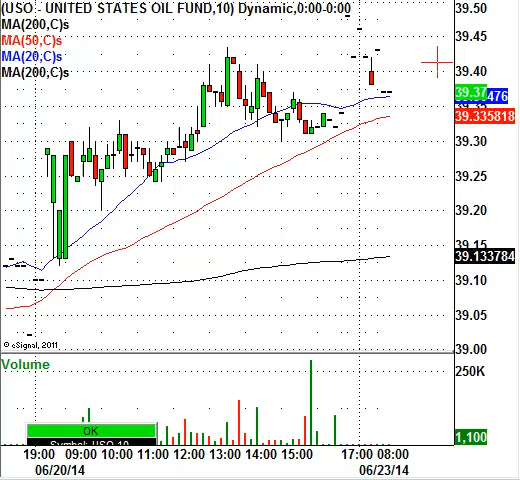 (USO - UNITED STATES OIL FUND,10) Dynamic,0:00-0:00
MA(200,C)s
MA(50,C)s
MA(20,C)s
MA(200,C)s
39.50
39.45
39.40
39.37
476
39.335818
39.30
39.25
39.20
39.15
39.133784
39.10
39.05
39.00
© eSignal, 2011
Volume
250K
1,100
OK
Symbol: USO,10
19:00 09:00 10:00 11:00 12:00 13:00 14:00 15:00 17:00 08:00
06/20/14 06/23/14